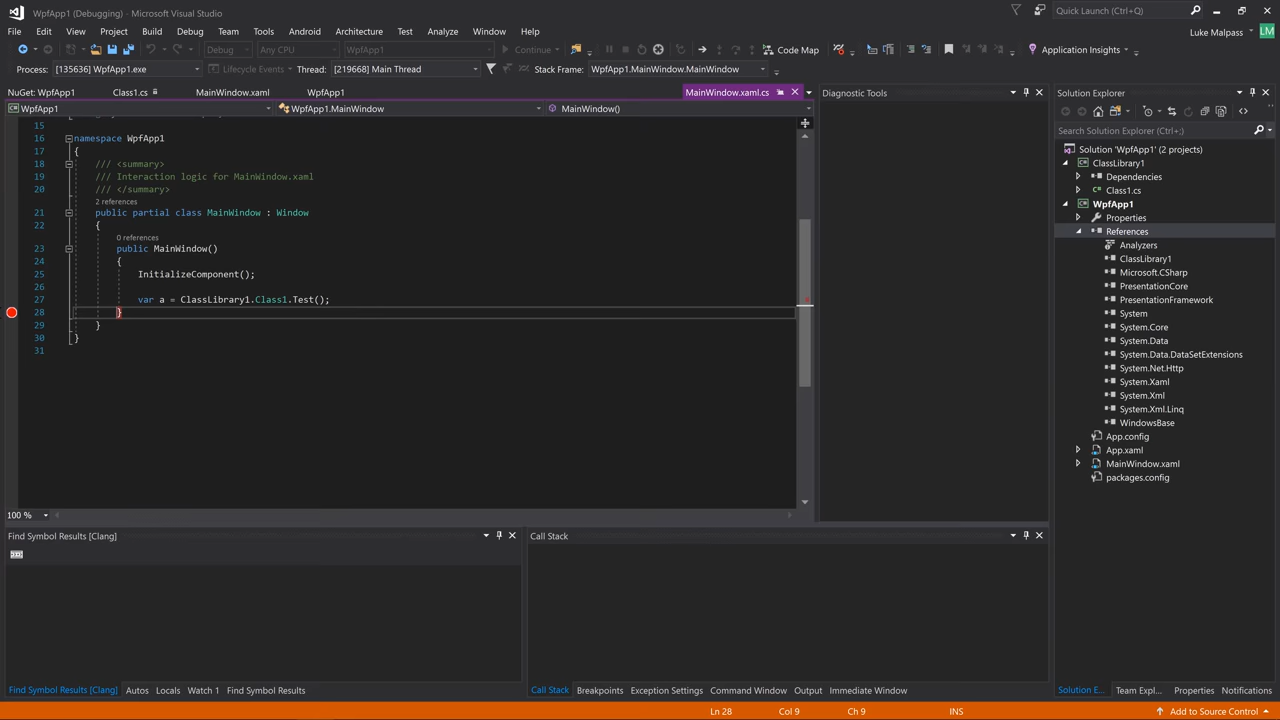 WpfApp1 (Debugging) - Microsoft Visual Studio
Quick Launch (Ctrl+Q)
File Edit View Project Build Debug Team Tools Android Architecture Test Analyze Window Help
Luke Malpass LM
Debug Any CPU WpfApp1 Continue Code Map Application Insights
Process: [135636] WpfApp1.exe Lifecycle Events Thread: [219668] Main Thread Stack Frame: WpfApp1.MainWindow.MainWindow
NuGet: WpfApp1 Class1.cs MainWindow.xaml WpfApp1 MainWindow.xaml.cs
WpfApp1 WpfApp1.MainWindow MainWindow()
15
16 namespace WpfApp1
17 {
18 /// <summary>
19 /// Interaction logic for MainWindow.xaml
20 /// </summary>
2 references
21 public partial class MainWindow : Window
22 {
0 references
23 public MainWindow()
24 {
25 InitializeComponent();
26
27 var a = ClassLibrary1.Class1.Test();
28 }
29 }
30 }
31
100 %
Diagnostic Tools
Solution Explorer
Search Solution Explorer (Ctrl+;)
Solution 'WpfApp1' (2 projects)
ClassLibrary1
Dependencies
Class1.cs
WpfApp1
Properties
References
Analyzers
ClassLibrary1
Microsoft.CSharp
PresentationCore
PresentationFramework
System
System.Core
System.Data
System.Data.DataSetExtensions
System.Net.Http
System.Xaml
System.Xml
System.Xml.Linq
WindowsBase
App.config
App.xaml
MainWindow.xaml
packages.config
Find Symbol Results [Clang]
Call Stack
Find Symbol Results [Clang] Autos Locals Watch 1 Find Symbol Results
Call Stack Breakpoints Exception Settings Command Window Output Immediate Window
Solution E... Team Expl... Properties Notifications
Ln 28 Col 9 Ch 9 INS Add to Source Control